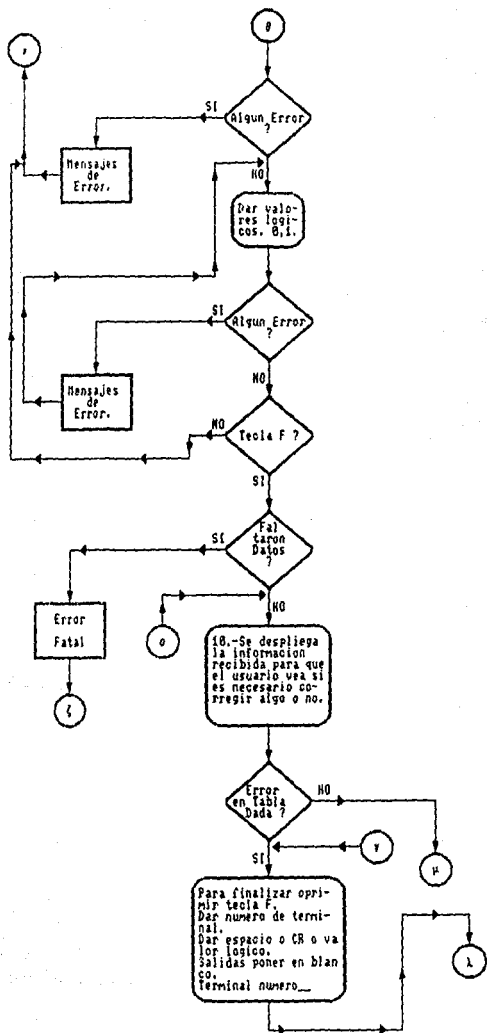 θ
SI
Algun Error
?
Mensajes
de
Error.
NO
Dar valo-
res logi-
cos. 0,1.
SI
Algun Error
?
Mensajes
de
Error.
NO
NO
Tecla F ?
SI
Fal
taron
Datos
?
SI
Error
Fatal
O
NO
ζ
10.-Se despliega
la informacion
recibida para que
el usuario vea si
es necesario co-
rregir algo o no.
Error
en Tabla
Dada ?
NO
SI
μ
Para finalizar opri-
mir tecla F.
Dar numero de termi-
nal.
Dar espacio o CR o va
lor logico.
Salidas poner en blan
co.
Terminal numero__
λ